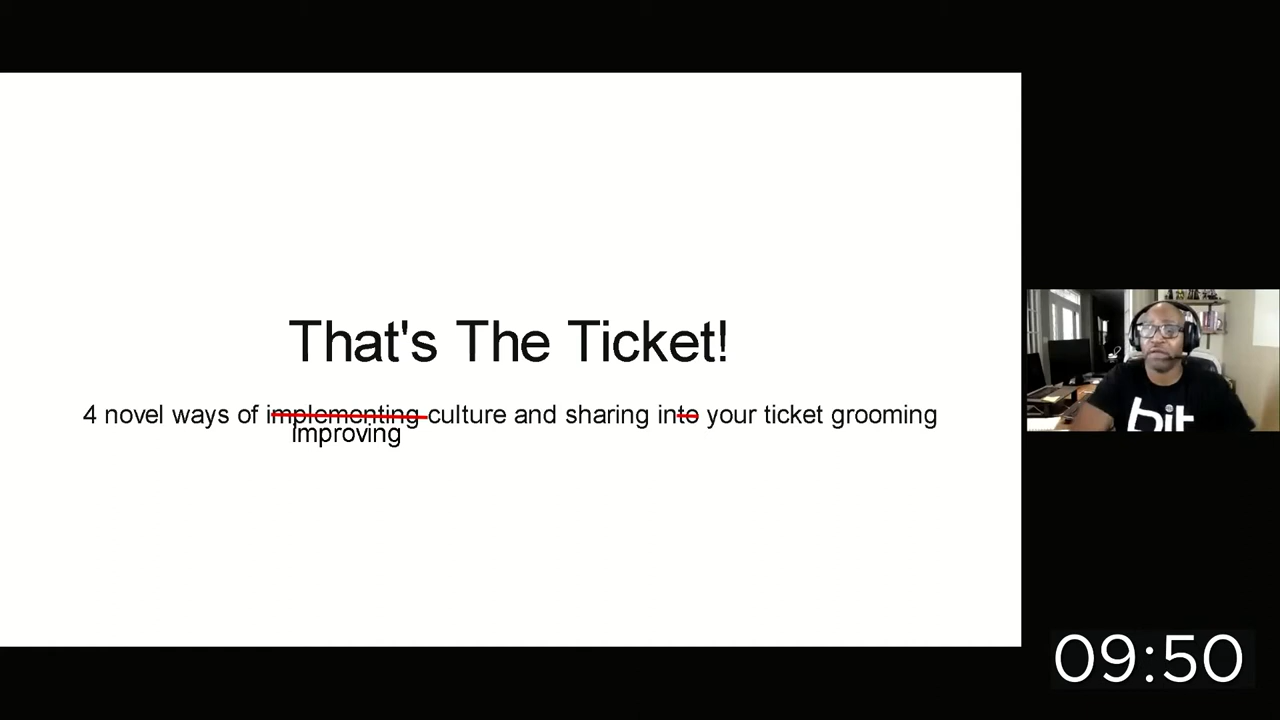 That's The Ticket!
4 novel ways of implementing culture and sharing into your ticket grooming
Improving
bit
09:50